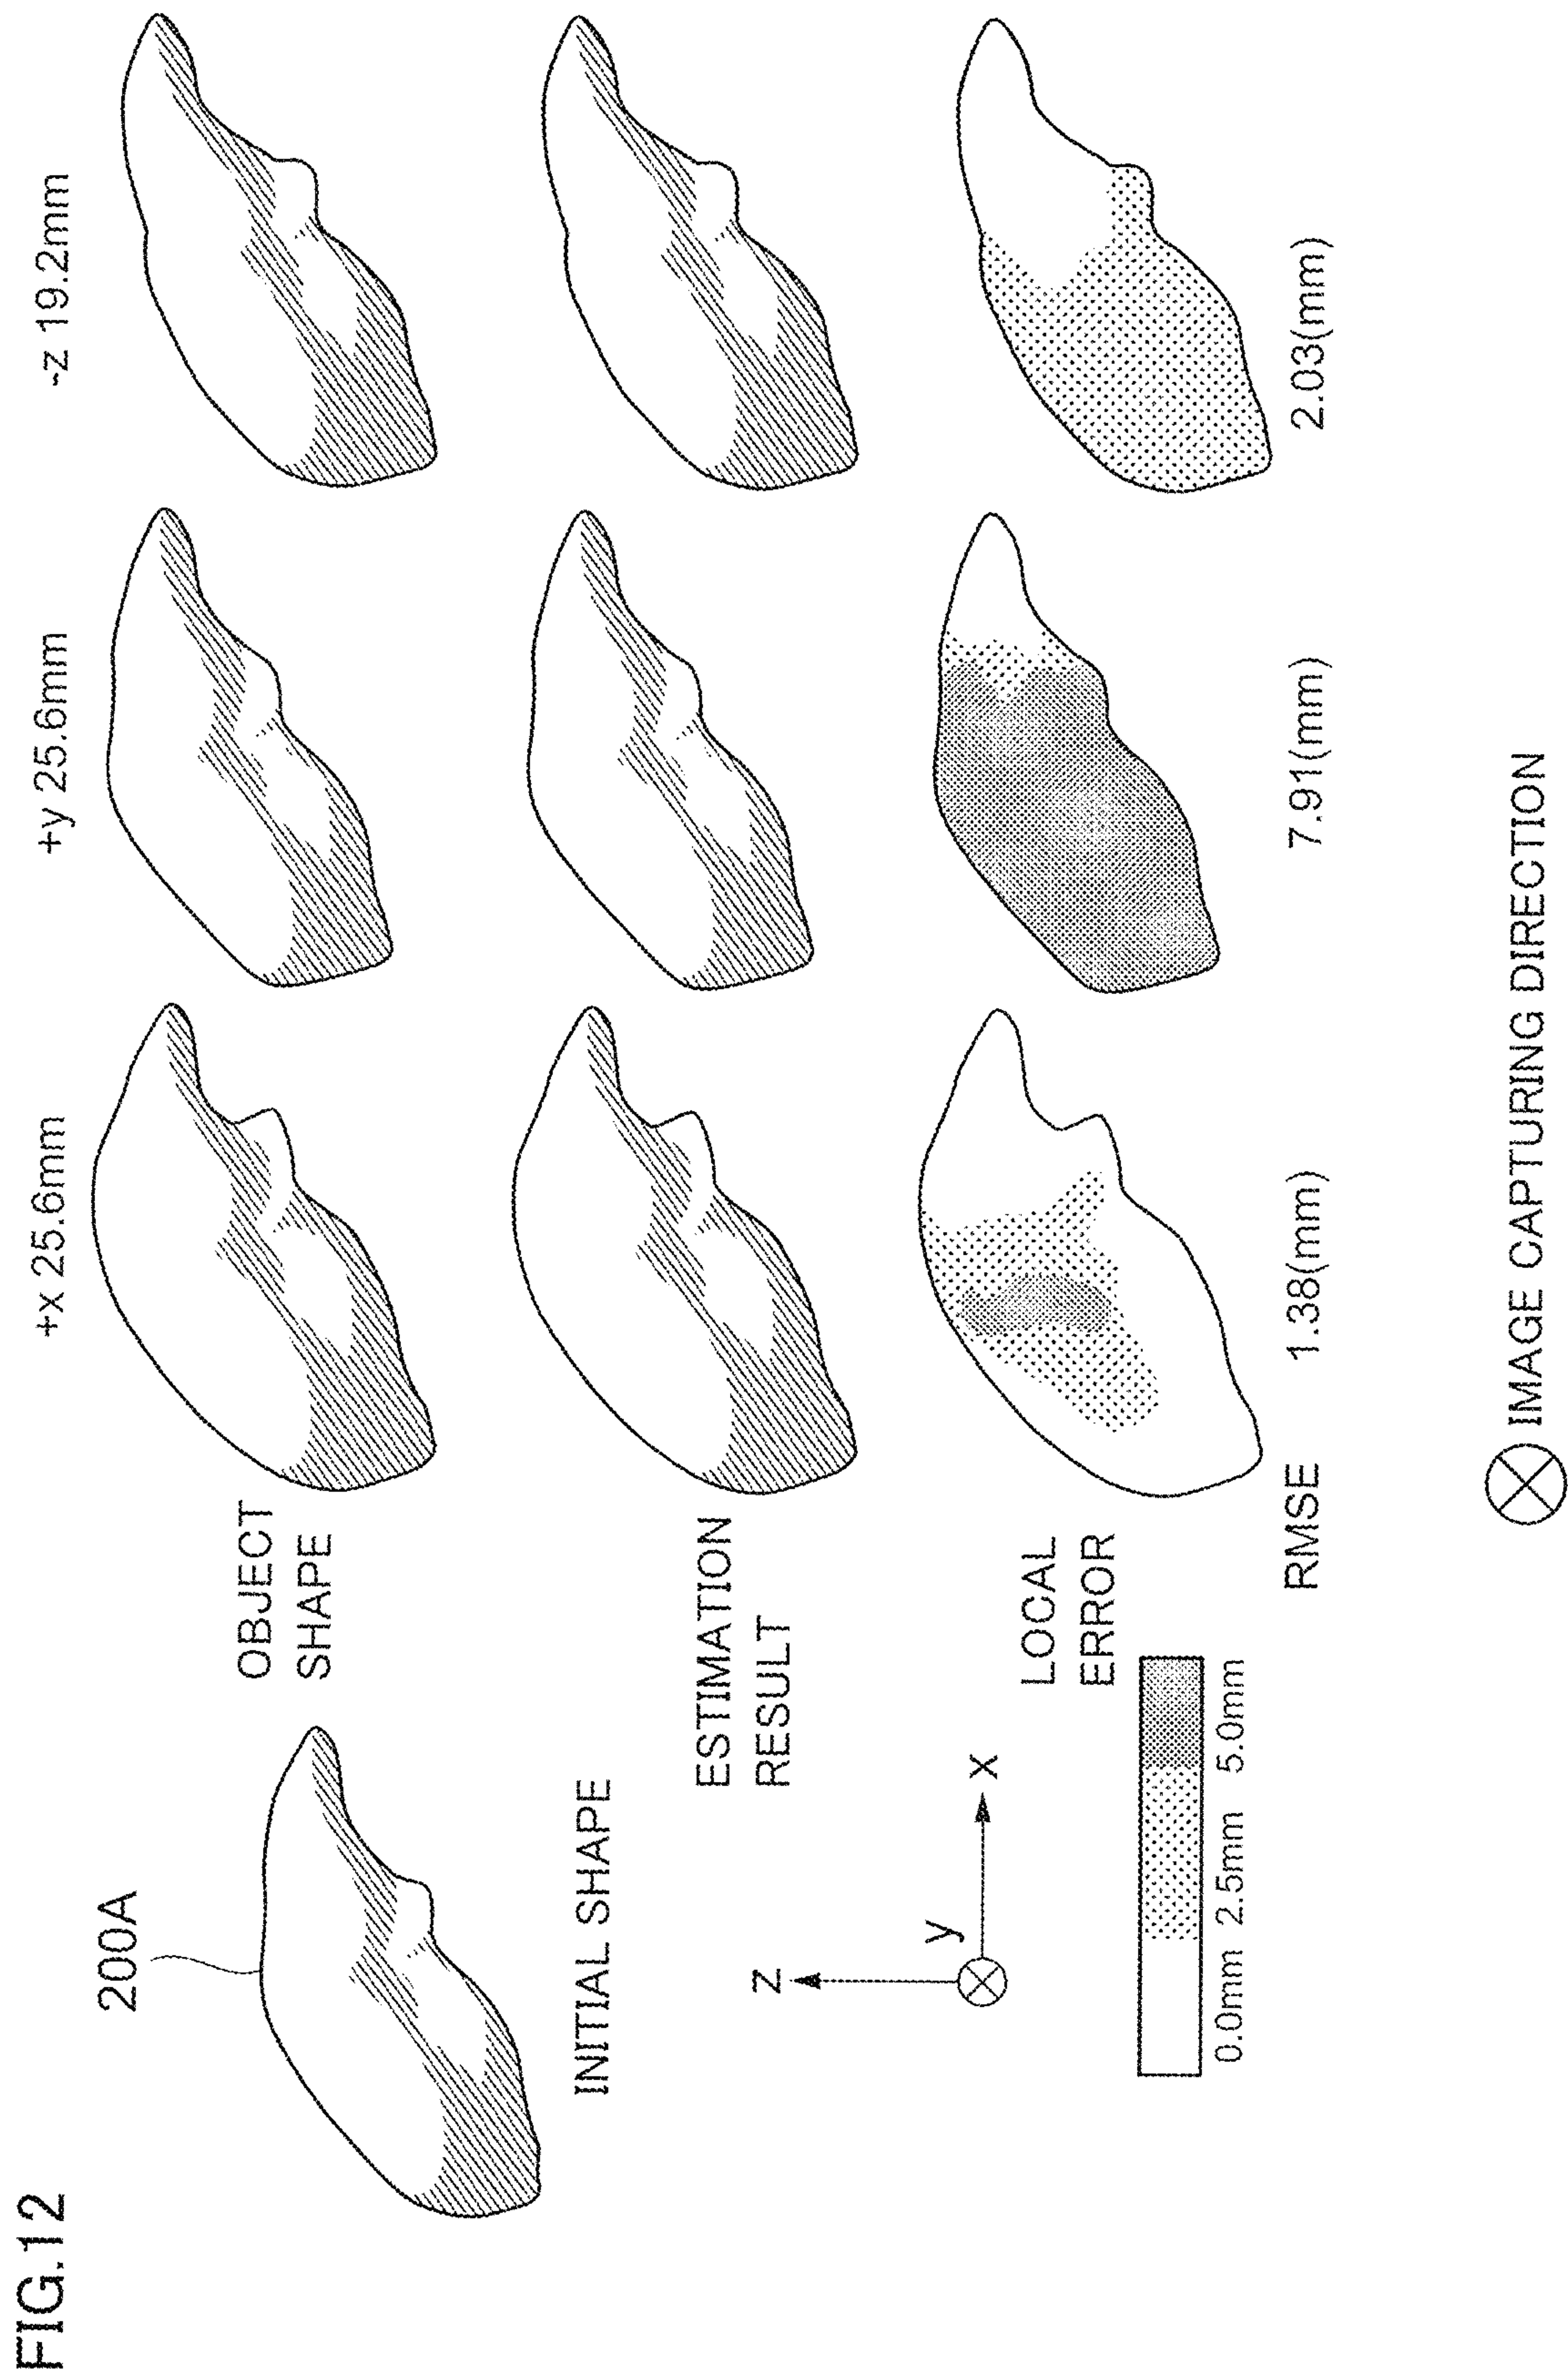 FIG.12
200A
INITIAL SHAPE
+x 25.6mm
+y 25.6mm
-z 19.2mm
OBJECT
SHAPE
ESTIMATION
RESULT
z
y
x
LOCAL
ERROR
0.0mm 2.5mm 5.0mm
RMSE 1.38(mm) 7.91(mm) 2.03(mm)
IMAGE CAPTURING DIRECTION